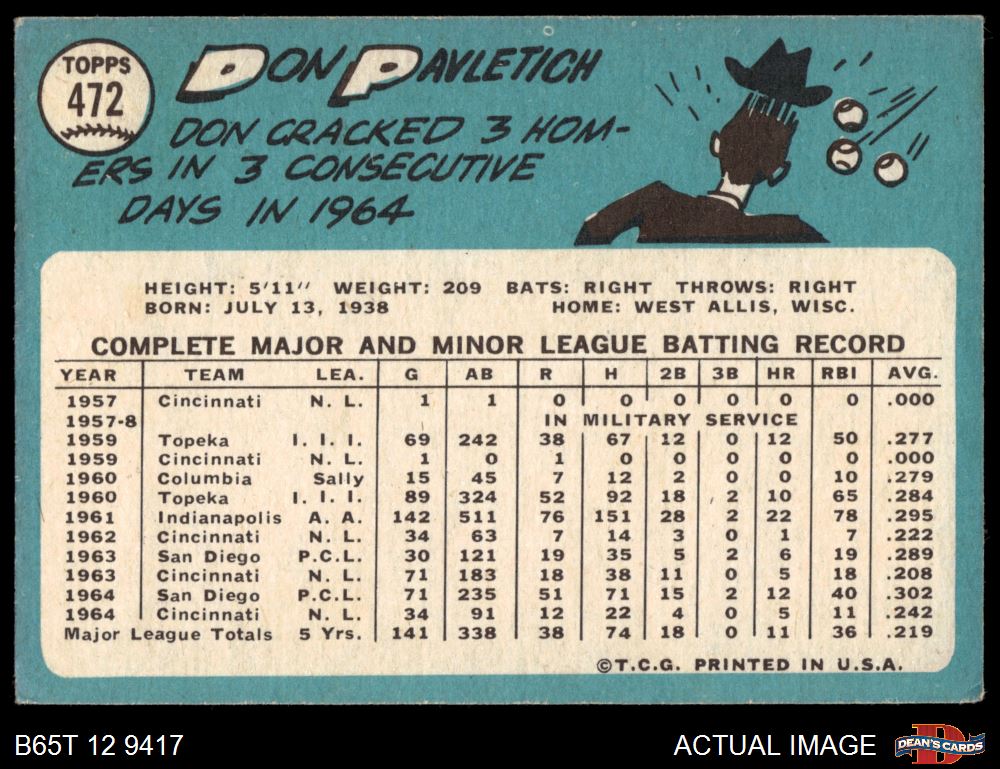 TOPPS
472
DON PAVLETICH
DON CRACKED 3 HOM-
ERS IN 3 CONSECUTIVE
DAYS IN 1964
HEIGHT: 5'11" WEIGHT: 209 BATS: RIGHT THROWS: RIGHT
BORN: JULY 13, 1938 HOME: WEST ALLIS, WISC.
COMPLETE MAJOR AND MINOR LEAGUE BATTING RECORD
YEAR TEAM LEA. G AB R H 2B 3B HR RBI AVG.
1957 Cincinnati N. L. 1 1 0 0 0 0 0 0 .000
1957-8 IN MILITARY SERVICE
1959 Topeka I. I. I. 69 242 38 67 12 0 12 50 .277
1959 Cincinnati N. L. 1 0 1 0 0 0 0 0 .000
1960 Columbia Sally 15 45 7 12 2 0 0 10 .279
1960 Topeka I. I. I. 89 324 52 92 18 2 10 65 .284
1961 Indianapolis A. A. 142 511 76 151 28 2 22 78 .295
1962 Cincinnati N. L. 34 63 7 14 3 0 1 7 .222
1963 San Diego P.C.L. 30 121 19 35 5 2 6 19 .289
1963 Cincinnati N. L. 71 183 18 38 11 0 5 18 .208
1964 San Diego P.C.L. 71 235 51 71 15 2 12 40 .302
1964 Cincinnati N. L. 34 91 12 22 4 0 5 11 .242
Major League Totals 5 Yrs. 141 338 38 74 18 0 11 36 .219
©T.C.G. PRINTED IN U.S.A.
B65T 12 9417 ACTUAL IMAGE
D
DEAN'S CARDS